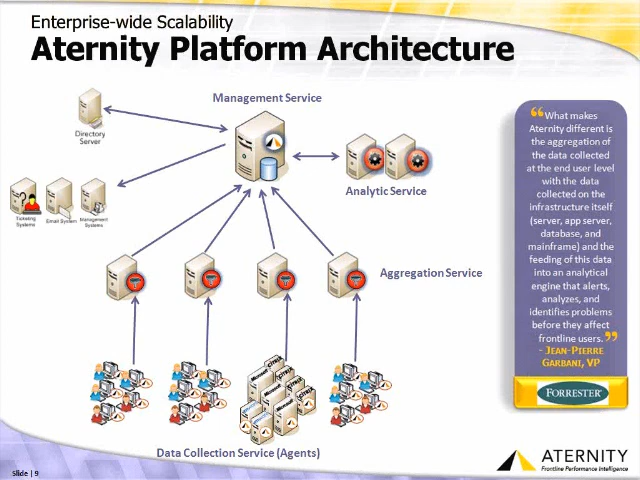 Enterprise-wide Scalability
Aternity Platform Architecture
Management Service
Directory
Server
Analytic Service
Ticketing
Systems
Email System
Management
Systems
Aggregation Service
Data Collection Service (Agents)
“What makes
Aternity different is
the aggregation of
the data collected
at the end user level
with the data
collected on the
infrastructure itself
(server, app server,
database, and
mainframe) and the
feeding of this data
into an analytical
engine that alerts,
analyzes, and
identifies problems
before they affect
frontline users.”
- Jean-Pierre
Garbani, VP
Forrester®
ATERNITY
Frontline Performance Intelligence
Slide | 9